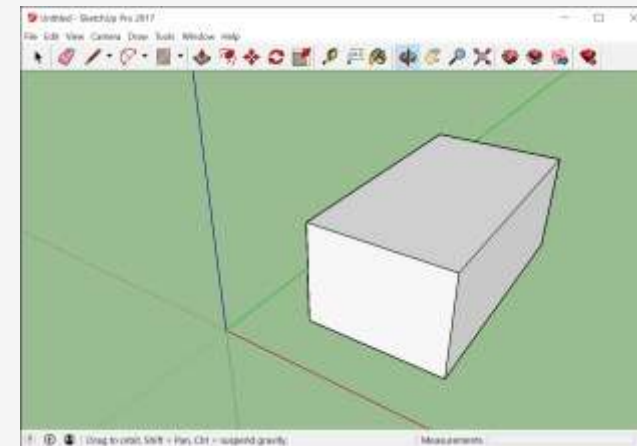 Untitled - SketchUp Pro 2017
File Edit View Camera Draw Tools Window Help
Drag to orbit. Shift = Pan, Ctrl = suspend gravity.
Measurements